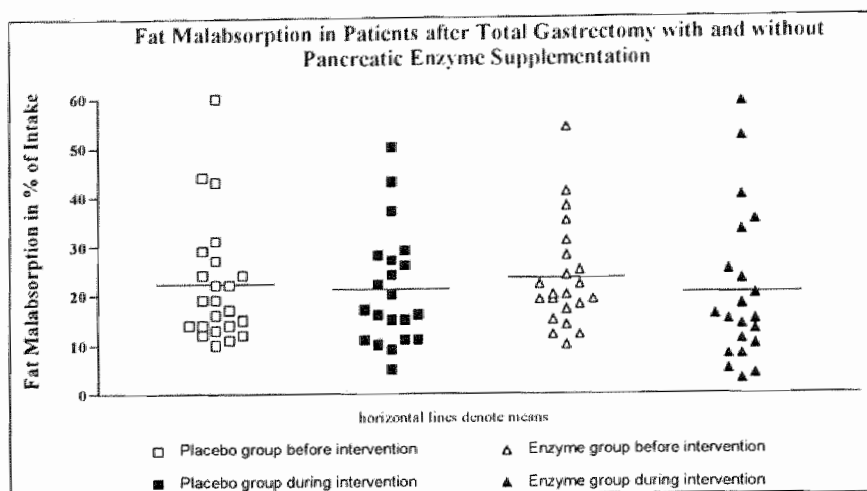 Fat Malabsorption in Patients after Total Gastrectomy with and without
Pancreatic Enzyme Supplementation
Fat Malabsorption in % of Intake
60
50
40
30
20
10
0
horizontal lines denote means
Placebo group before intervention
Enzyme group before intervention
Placebo group during intervention
Enzyme group during intervention